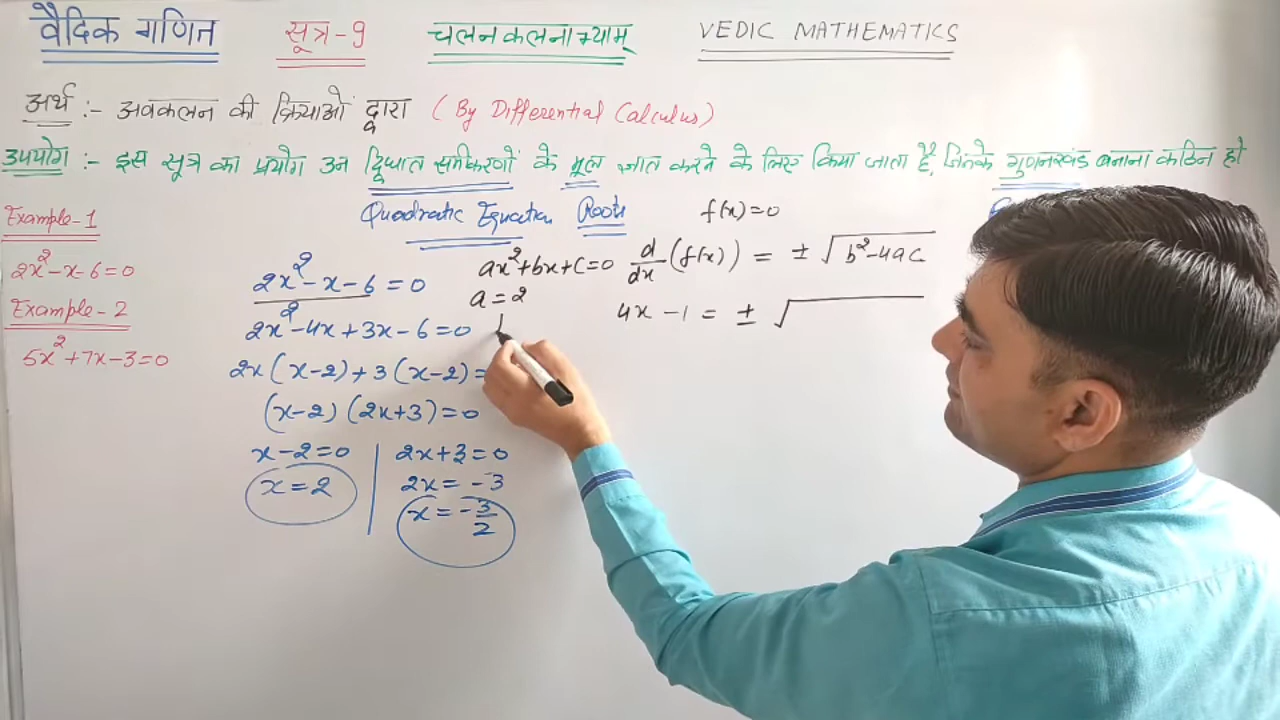 वैदिक गणित सूत्र-9 चलनकलनाभ्याम् VEDIC MATHEMATICS
अर्थ :- अवकलन की क्रियाओं द्वारा (By Differential Calculus)
उपयोग :- इस सूत्र का प्रयोग उन द्विघात समीकरणों के मूल ज्ञात करने के लिए किया जाता है, जिनके गुणनखंड बनाना कठिन हो
Quadratic Equation Roots
Example-1
2x²-x-6=0
Example-2
5x²+7x-3=0
2x²-x-6=0
2x²-4x+3x-6=0
2x(x-2)+3(x-2)=
(x-2)(2x+3)=0
x-2=0
x=2
2x+3=0
2x=-3
x=-3/2
ax²+bx+c=0
a=2
f(x)=0
d/dx(f(x))=±√b²-4ac
4x-1=±√